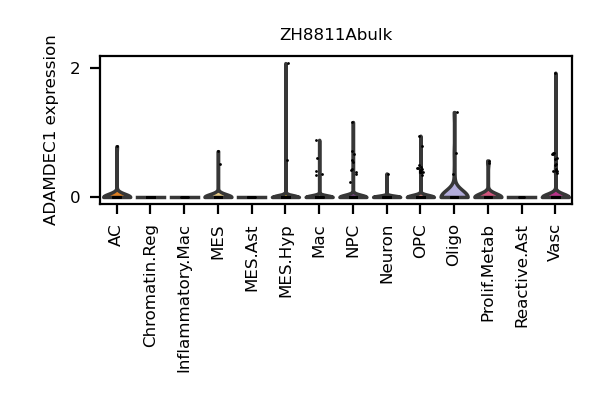 ZH8811Abulk
ADAMDEC1 expression
2
0
AC
Chromatin.Reg
Inflammatory.Mac
MES
MES.Ast
MES.Hyp
Mac
NPC
Neuron
OPC
Oligo
Prolif.Metab
Reactive.Ast
Vasc